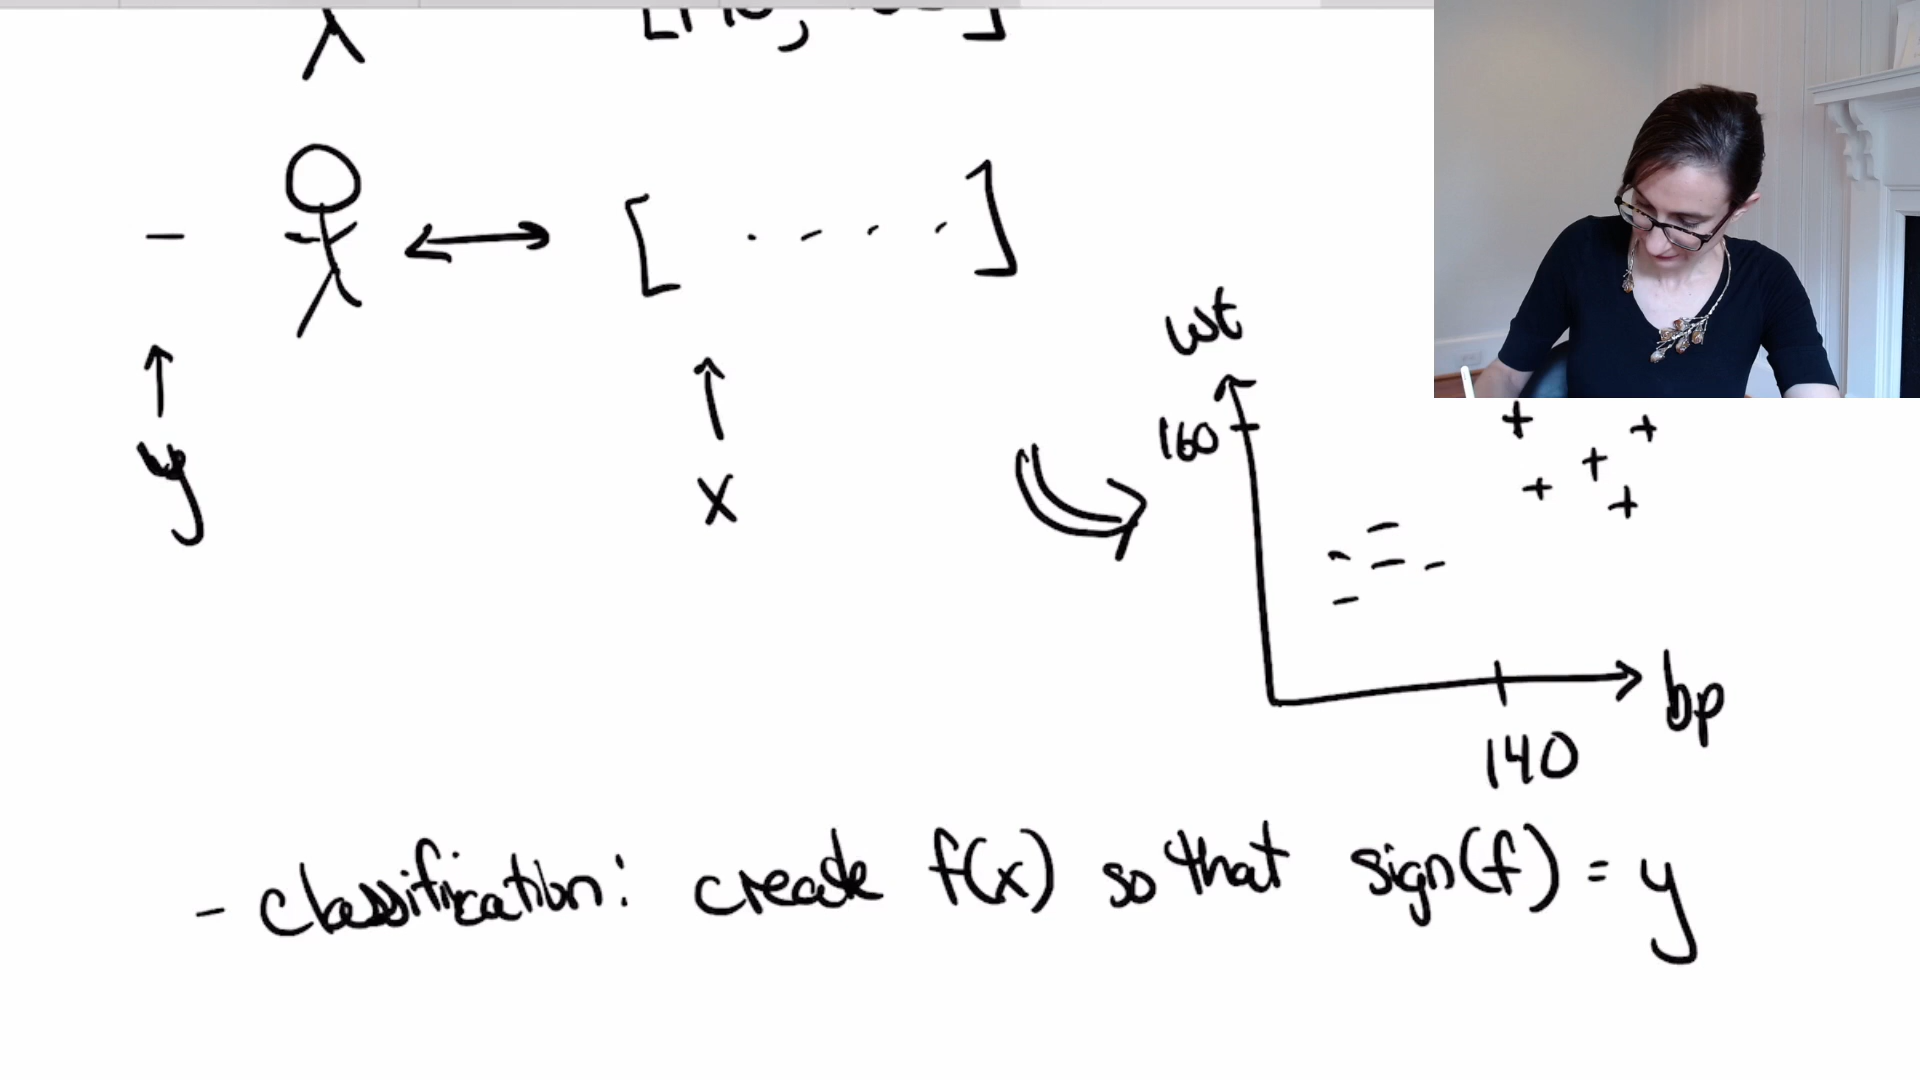 - [ . - - - ]
wt
160
y
x
bp
140
- classification: create f(x) so that sign(f) = y